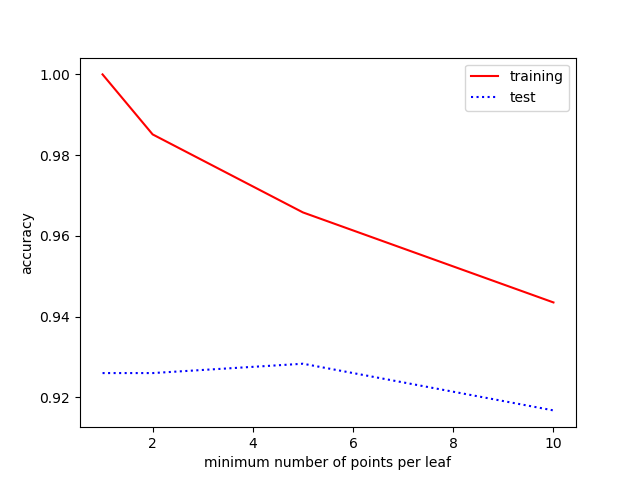 training
test
1.00
0.98
0.96
0.94
0.92
accuracy
2 4 6 8 10
minimum number of points per leaf